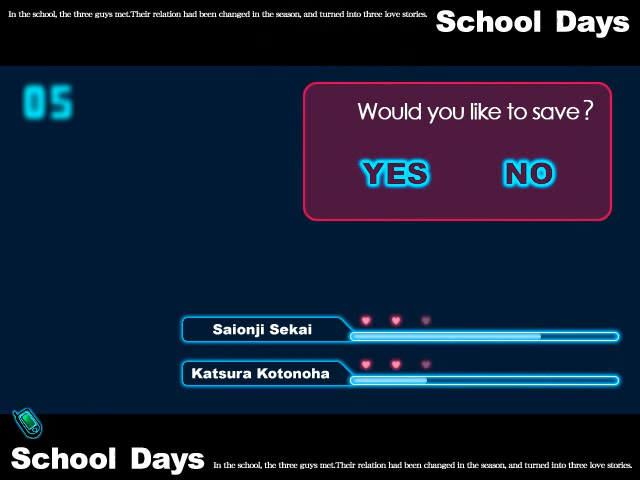 In the school, the three guys met.Their relation had been changed in the season, and turned into three love stories.
School Days
05
Would you like to save?
YES NO
Saionji Sekai
Katsura Kotonoha
School Days
In the school, the three guys met.Their relation had been changed in the season, and turned into three love stories.